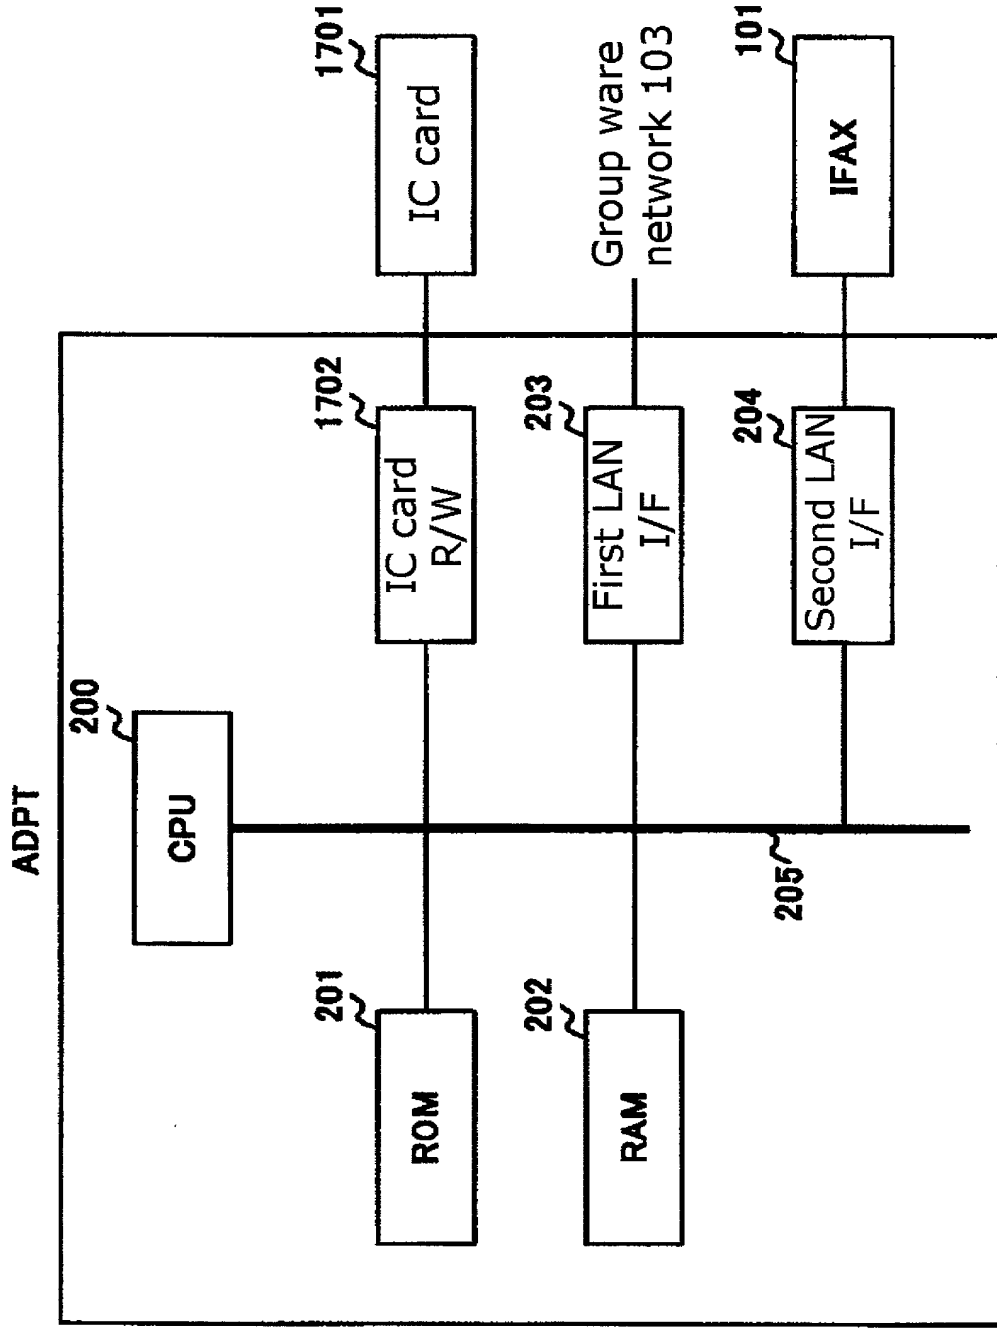 ADPT
200
CPU
201
ROM
1702
IC card
R/W
1701
IC card
202
RAM
203
First LAN
I/F
Group ware
network 103
205
204
Second LAN
I/F
101
IFAX